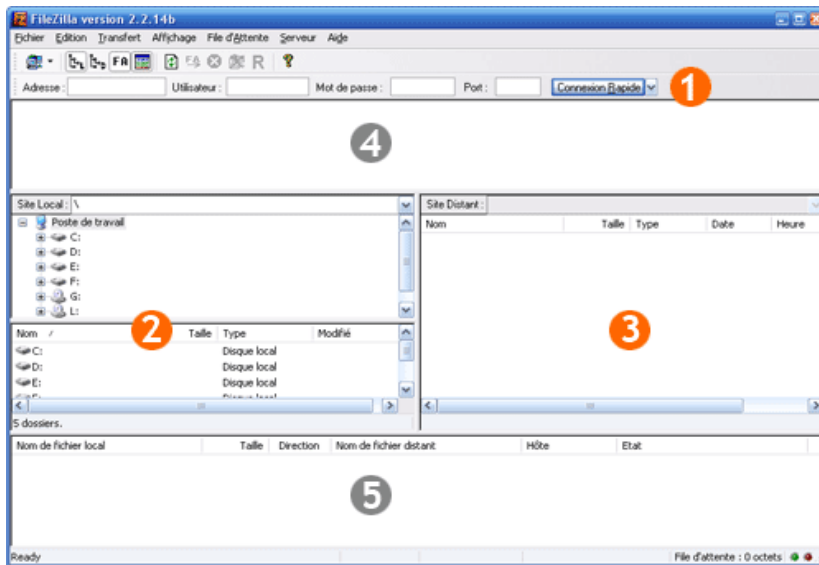 FileZilla version 2.2.14b
Fichier Edition Transfert Affichage File d'Attente Serveur Aide
FA R ?
Adresse : Utilisateur : Mot de passe : Port : Connexion Rapide 1
4
Site Local : \
Poste de travail
C:
D:
E:
F:
G:
L:
Nom / 2 Taille Type Modifié
C: Disque local
D: Disque local
E: Disque local
F: Disque local
5 dossiers.
Site Distant :
Nom Taille Type Date Heure
3
Nom de fichier local Taille Direction Nom de fichier distant Hôte Etat
5
Ready File d'attente : 0 octets